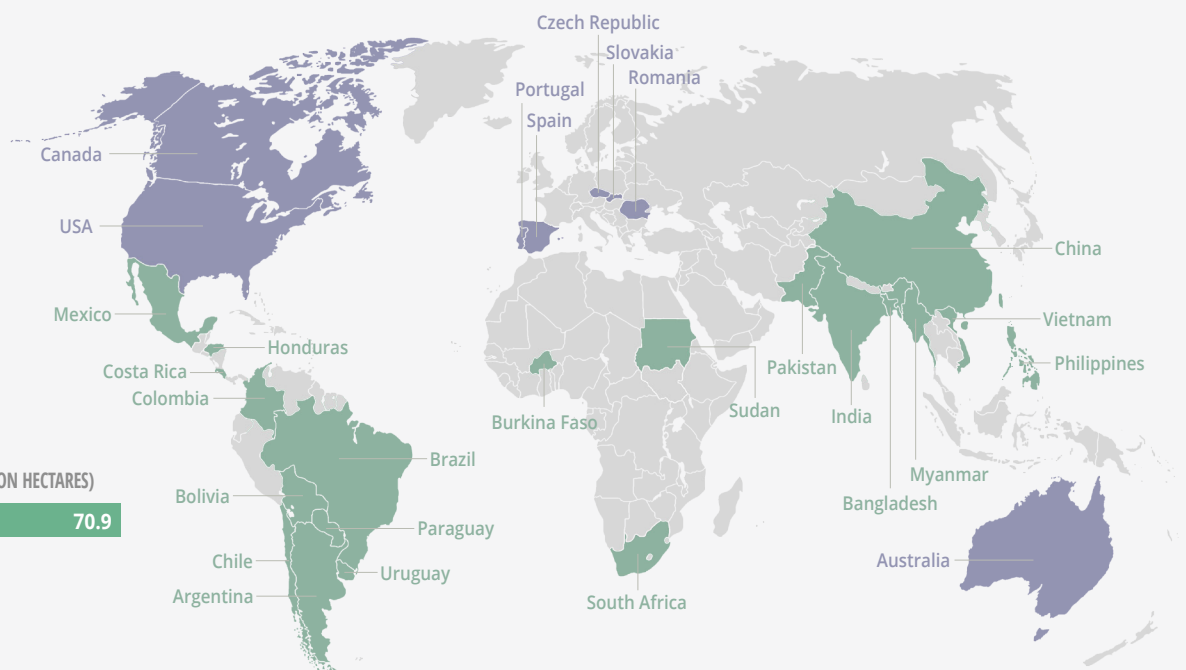 Czech Republic
Slovakia
Romania
Portugal
Spain
Canada
USA
China
Mexico
Vietnam
Honduras
Philippines
Costa Rica
Pakistan
Colombia
Sudan
India
Burkina Faso
Brazil
Myanmar
ON HECTARES)
Bolivia
Bangladesh
70.9
Paraguay
Chile
Australia
Uruguay
Argentina
South Africa